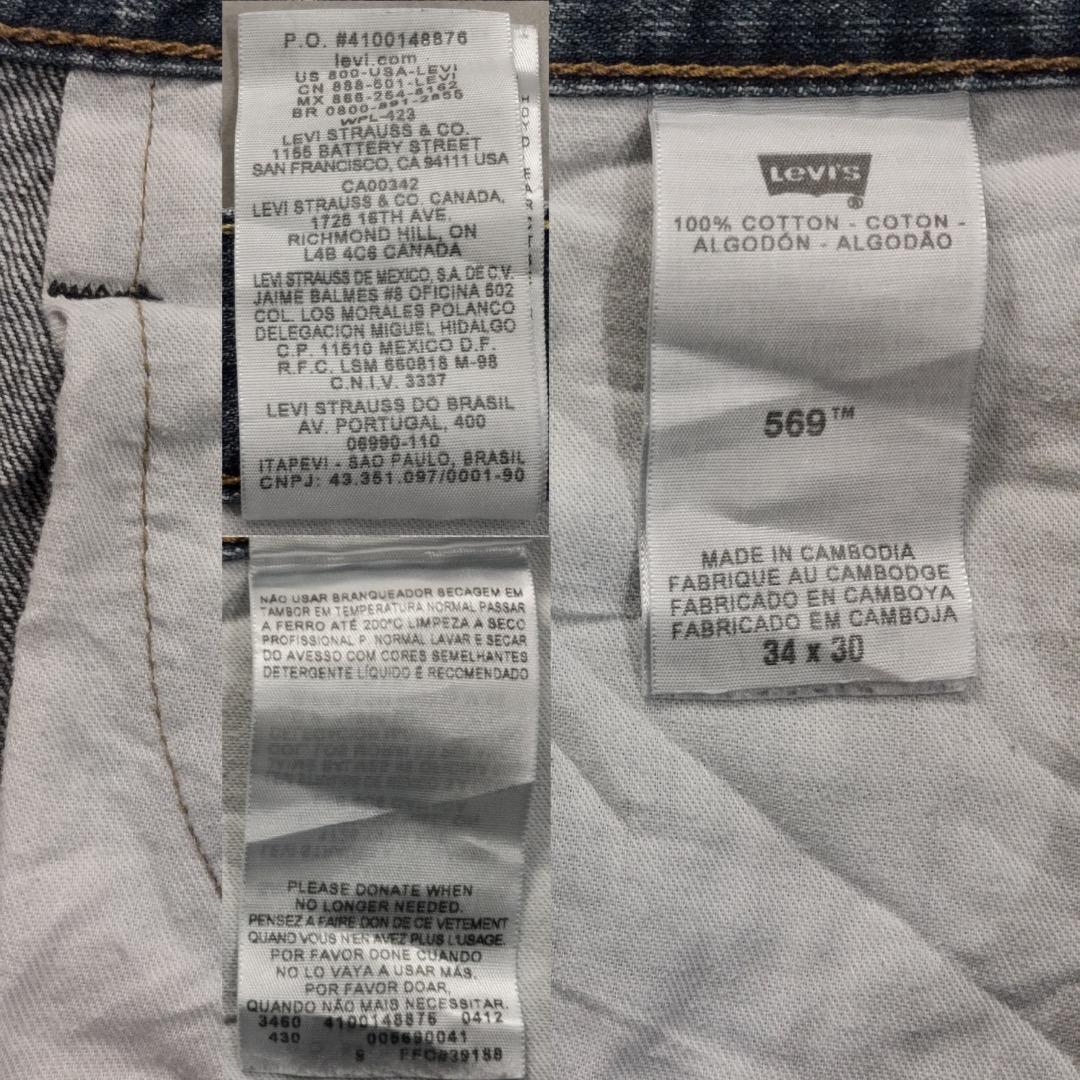 P.O. #4100148876
levi.com
US 800-USA-LEVI
CN 888-501-LEVI
MX 866-254-8162
BR 0800-891-2855
WPL-423
LEVI STRAUSS & CO.
1155 BATTERY STREET
SAN FRANCISCO, CA 94111 USA
CA00342
LEVI STRAUSS & CO. CANADA,
1725 16TH AVE.
RICHMOND HILL, ON
L4B 4C6 CANADA
LEVI STRAUSS DE MEXICO, S.A. DE C.V.
JAIME BALMES #8 OFICINA 602
COL. LOS MORALES POLANCO
DELEGACION MIGUEL HIDALGO
C.P. 11510 MEXICO D.F.
R.F.C. LSM 660818 M-98
C.N.I.V. 3337
LEVI STRAUSS DO BRASIL
AV. PORTUGAL, 400
06990-110
ITAPEVI - SAO PAULO, BRASIL
CNPJ: 43.351.097/0001-90
NÃO USAR BRANQUEADOR SECAGEM EM
TAMBOR EM TEMPERATURA NORMAL PASSAR
A FERRO ATÉ 200°C LIMPEZA A SECO
PROFISSIONAL P. NORMAL LAVAR E SECAR
DO AVESSO COM CORES SEMELHANTES
DETERGENTE LÍQUIDO É RECOMENDADO
PLEASE DONATE WHEN
NO LONGER NEEDED.
PENSEZ A FAIRE DON DE CE VETEMENT
QUAND VOUS N'EN AVEZ PLUS L'USAGE.
POR FAVOR DONE CUANDO
NO LO VAYA A USAR MÁS.
POR FAVOR DOAR,
QUANDO NÃO MAIS NECESSITAR.
3460 4100148876 0412
430 005690041
9 FFC#39188
Levi's
®
100% COTTON - COTON -
ALGODÓN - ALGODÃO
569™
MADE IN CAMBODIA
FABRIQUE AU CAMBODGE
FABRICADO EN CAMBOYA
FABRICADO EM CAMBOJA
34 x 30